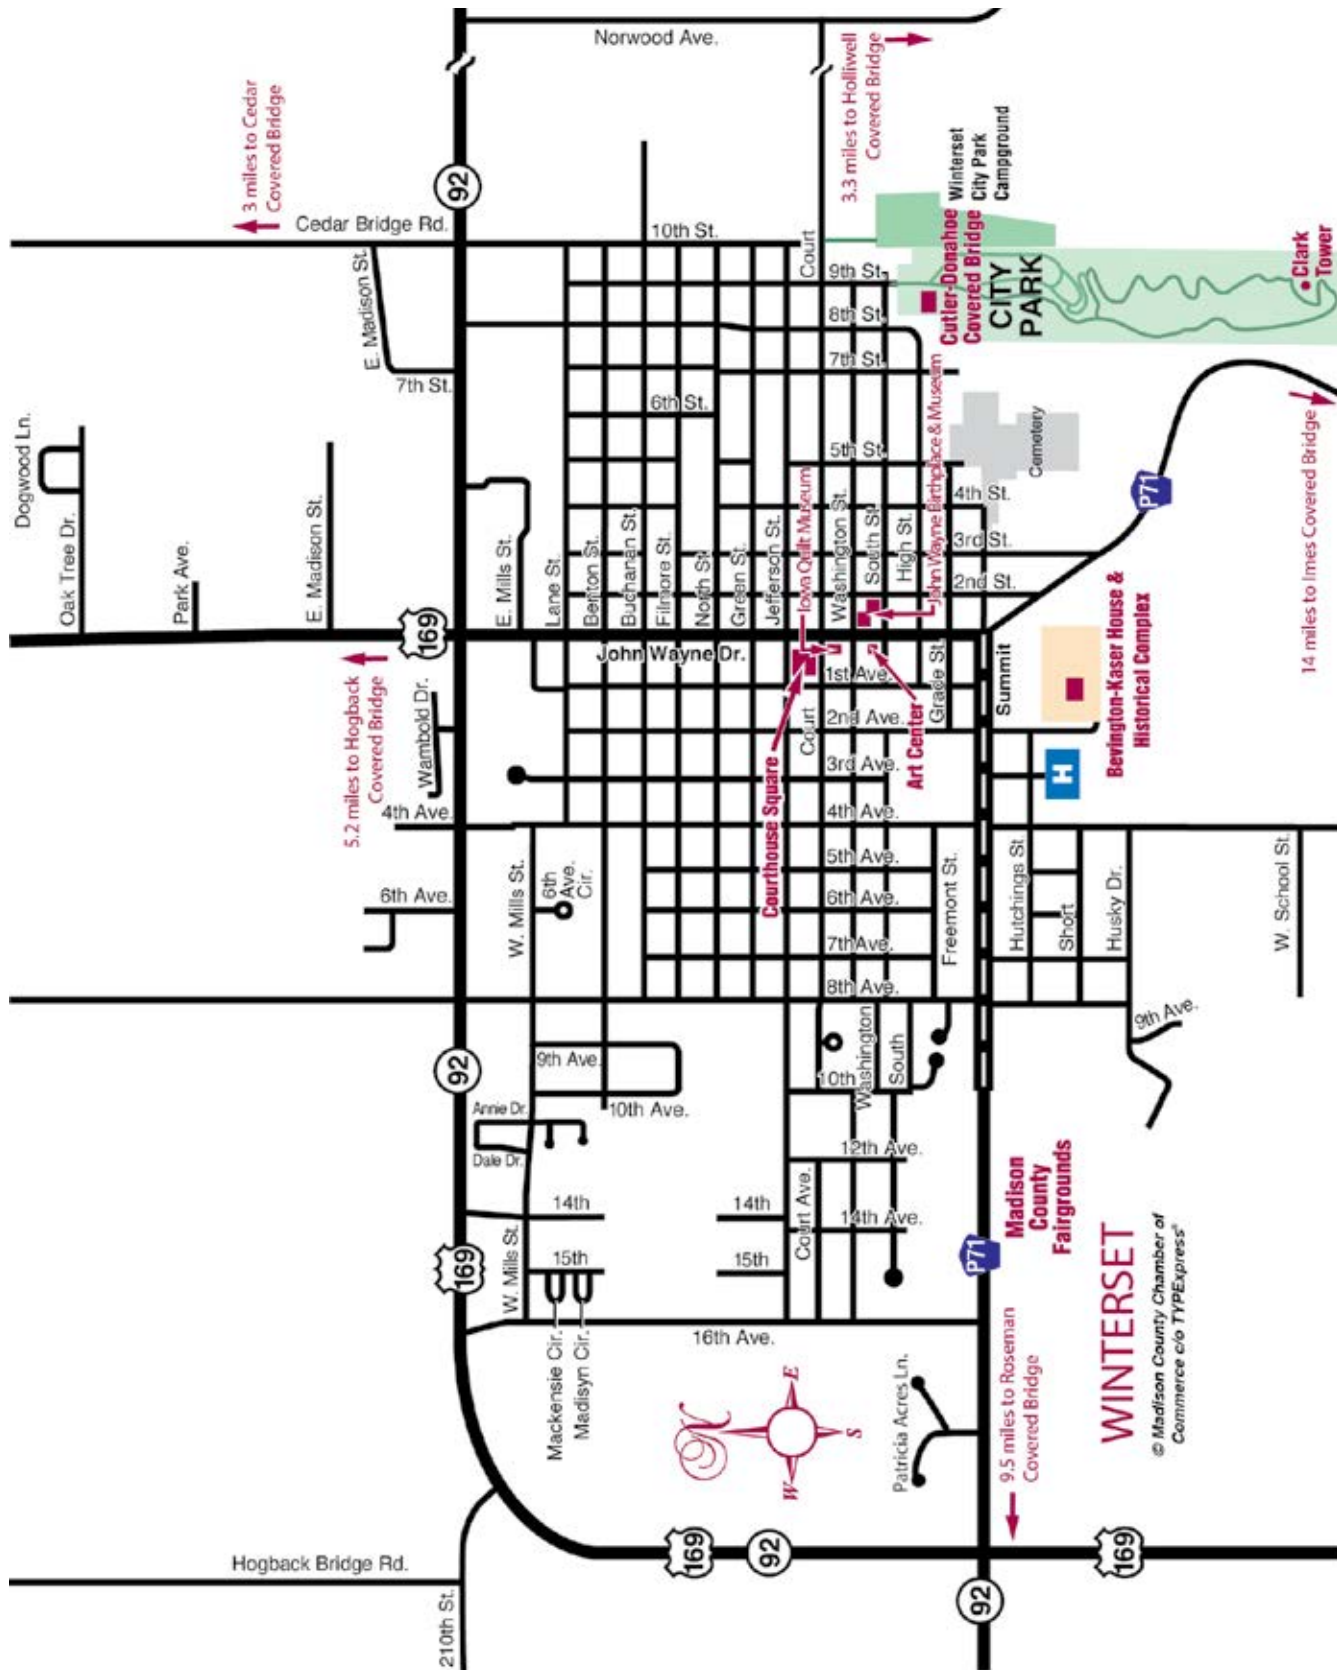 Norwood Ave.
3 miles to Cedar
Covered Bridge
3.3 miles to Holliwell
Covered Bridge
92
Cedar Bridge Rd.
10th St.
Court
Winterset
City Park
Campground
Cutler-Donahoe
Covered Bridge
CITY
PARK
Clark
Tower
E. Madison St.
7th St.
9th St.
8th St.
7th St.
6th St.
5th St.
4th St.
3rd St.
2nd St.
Cemetery
John Wayne Birthplace & Museum
Iowa Quilt Museum
14 miles to Imes Covered Bridge
P71
Dogwood Ln.
Oak Tree Dr.
Park Ave.
E. Madison St.
E. Mills St.
Lane St.
Benton St.
Buchanan St.
Filmore St.
North St.
Green St.
Jefferson St.
Washington St.
South St.
High St.
169
John Wayne Dr.
5.2 miles to Hogback
Covered Bridge
Wambold Dr.
Court
Courthouse Square
Art Center
Grade St.
Summit
Bevington-Kaser House &
Historical Complex
H
1st Ave.
2nd Ave.
3rd Ave.
4th Ave.
4th Ave.
5th Ave.
6th Ave.
7th Ave.
8th Ave.
6th Ave.
W. Mills St.
6th
Ave.
Cir.
Freemont St.
Hutchings St.
Short
Husky Dr.
W. School St.
92
9th Ave.
10th Ave.
9th Ave.
10th
Washington
South
Annie Dr.
Dale Dr.
12th Ave.
14th
14th
14th Ave.
Court Ave.
15th
15th
W. Mills St.
169
Mackensie Cir.
Madisyn Cir.
16th Ave.
P71
Madison
County
Fairgrounds
N
E
S
W
Patricia Acres Ln.
9.5 miles to Roseman
Covered Bridge
WINTERSET
© Madison County Chamber of
Commerce c/o TYPExpress®
Hogback Bridge Rd.
210th St.
169
92
169
92